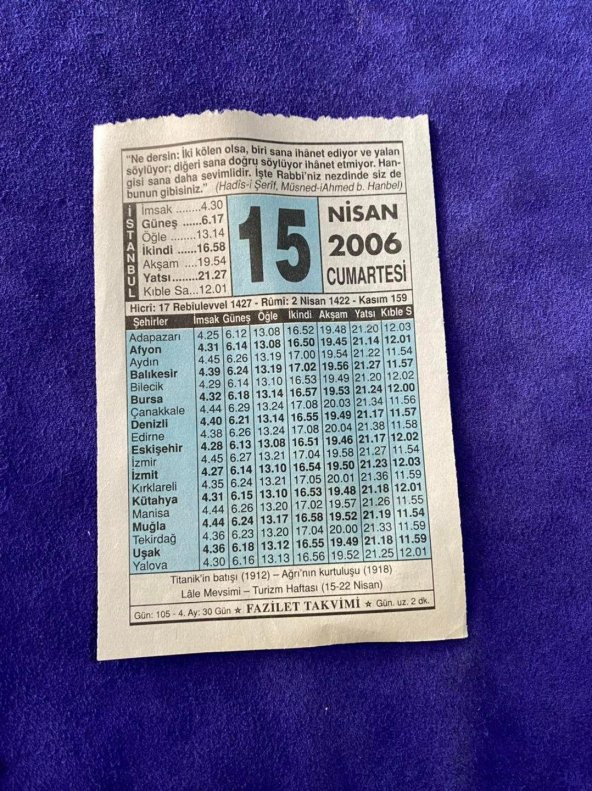 "Ne dersin: İki kölen olsa, biri sana ihânet ediyor ve yalan
söylüyor; diğeri sana doğru söylüyor ihânet etmiyor. Han-
gisi sana daha sevimlidir. İşte Rabbi'niz nezdinde siz de
bunun gibisiniz." (Hadîs-i Şerif, Müsned-iAhmed b. Hanbel)
İSTANBUL
İmsak ........4.30
Güneş ......6.17
Öğle ........13.14
İkindi ......16.58
Akşam ...19.54
Yatsı........21.27
Kıble Sa...12.01
15
NİSAN
2006
CUMARTESİ
Hicri: 17 Rebîulevvel 1427 - Rûmi: 2 Nisan 1422 - Kasım 159
Şehirler İmsak Güneş Öğle İkindi Akşam Yatsı Kıble S
Adapazarı 4.25 6.12 13.08 16.52 19.48 21.20 12.03
Afyon 4.31 6.14 13.08 16.50 19.45 21.14 12.01
Aydın 4.45 6.26 13.19 17.00 19.54 21.22 11.54
Balıkesir 4.39 6.24 13.19 17.02 19.56 21.27 11.57
Bilecik 4.29 6.14 13.10 16.53 19.49 21.20 12.02
Bursa 4.32 6.18 13.14 16.57 19.53 21.24 12.00
Çanakkale 4.44 6.29 13.24 17.08 20.03 21.34 11.56
Denizli 4.40 6.21 13.14 16.55 19.49 21.17 11.57
Edirne 4.38 6.26 13.24 17.08 20.04 21.38 11.58
Eskişehir 4.28 6.13 13.08 16.51 19.46 21.17 12.02
İzmir 4.45 6.27 13.21 17.04 19.58 21.27 11.54
İzmit 4.27 6.14 13.10 16.54 19.50 21.23 12.03
Kırklareli 4.35 6.24 13.21 17.05 20.01 21.36 11.59
Kütahya 4.31 6.15 13.10 16.53 19.48 21.18 12.01
Manisa 4.44 6.26 13.20 17.02 19.57 21.26 11.55
Muğla 4.44 6.24 13.17 16.58 19.52 21.19 11.54
Tekirdağ 4.36 6.23 13.20 17.04 20.00 21.33 11.59
Uşak 4.36 6.18 13.12 16.55 19.49 21.18 11.59
Yalova 4.30 6.16 13.13 16.56 19.52 21.25 12.01
Titanik'in batışı (1912) – Ağrı'nın kurtuluşu (1918)
Lâle Mevsimi – Turizm Haftası (15-22 Nisan)
Gün: 105 - 4. Ay: 30 Gün ★ FAZİLET TAKVİMİ ★ Gün. uz. 2 dk.